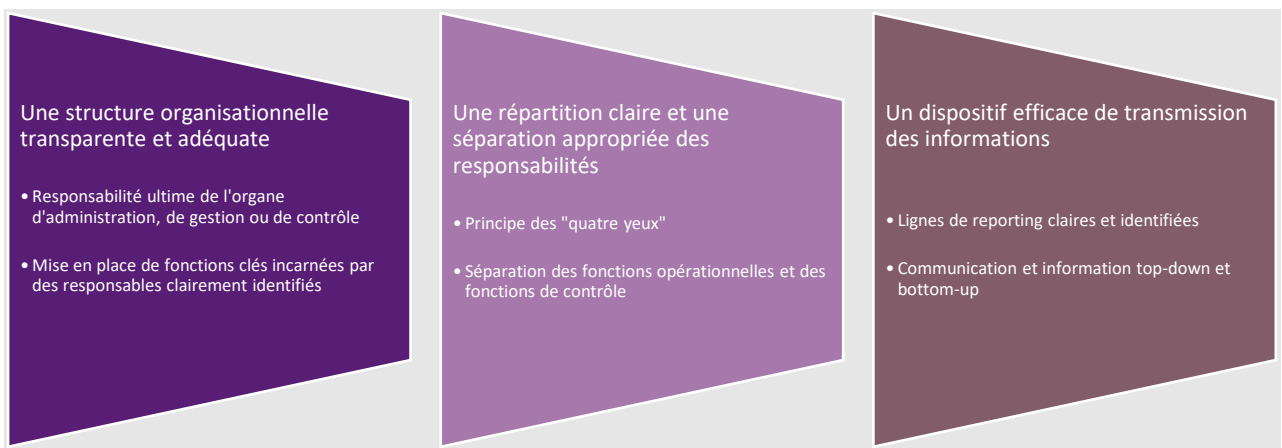 Une structure organisationnelle
transparente et adéquate
• Responsabilité ultime de l'organe
d'administration, de gestion ou de contrôle
• Mise en place de fonctions clés incarnées par
des responsables clairement identifiés
Une répartition claire et une
séparation appropriée des
responsabilités
• Principe des "quatre yeux"
• Séparation des fonctions opérationnelles et des
fonctions de contrôle
Un dispositif efficace de transmission
des informations
• Lignes de reporting claires et identifiées
• Communication et information top-down et
bottom-up